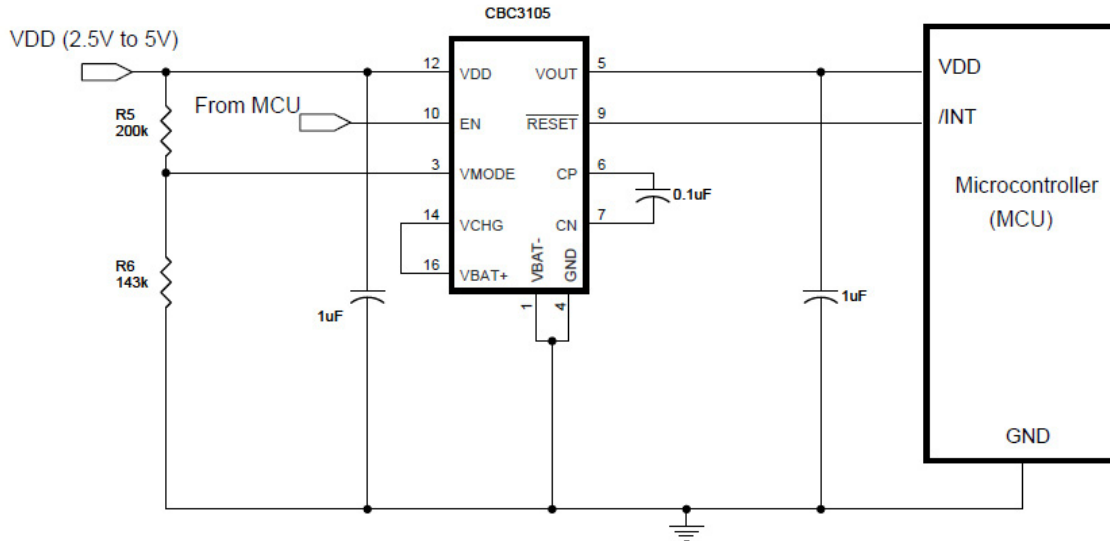 CBC3105
VDD (2.5V to 5V)
12 VDD VOUT 5
VDD
R5
200k
From MCU
10 EN RESET 9
/INT
3 VMODE CP 6
0.1uF
Microcontroller
(MCU)
14 VCHG CN 7
16 VBAT+
VBAT-
GND
1
4
R6
143k
1uF
1uF
GND